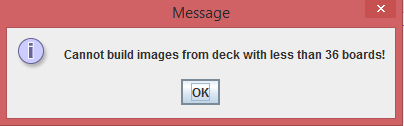 Message
Cannot build images from deck with less than 36 boards!
OK